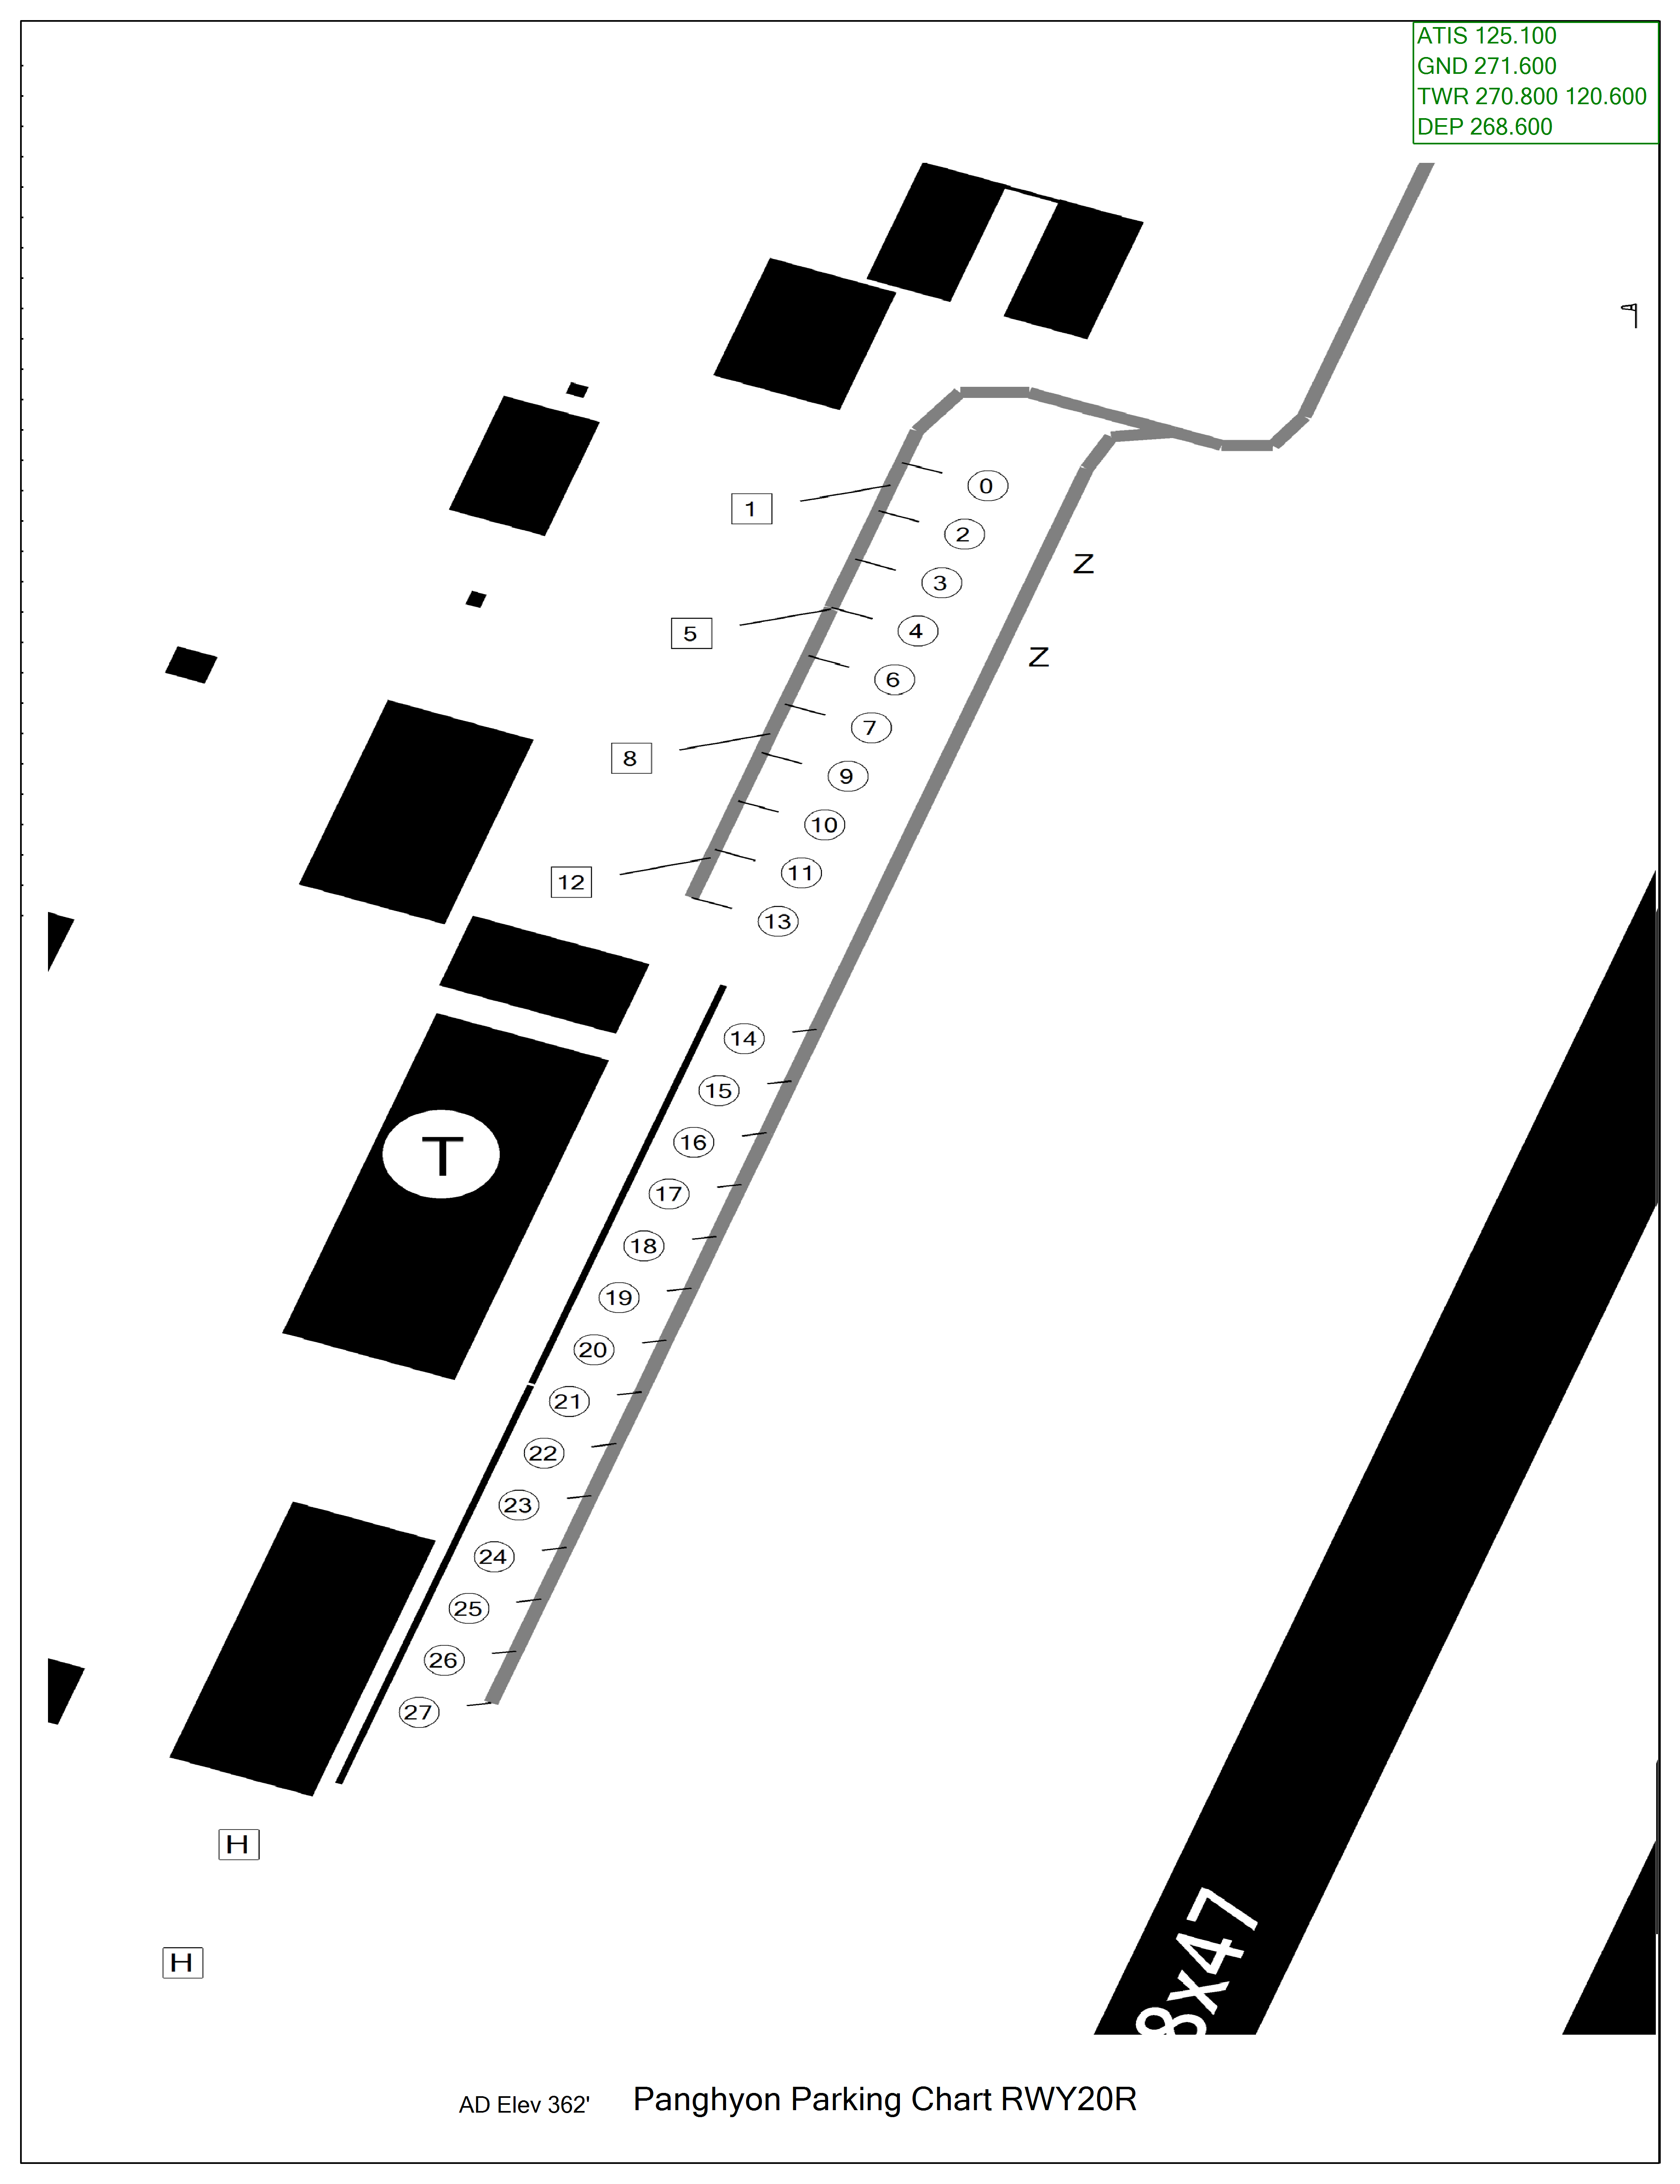 ATIS 125.100
GND 271.600
TWR 270.800 120.600
DEP 268.600
0
1
2
Z
3
4
5
Z
6
7
8
9
10
11
12
13
14
15
16
T
17
18
19
20
21
22
23
24
25
26
27
H
H
8x47
AD Elev 362'
Panghyon Parking Chart RWY20R